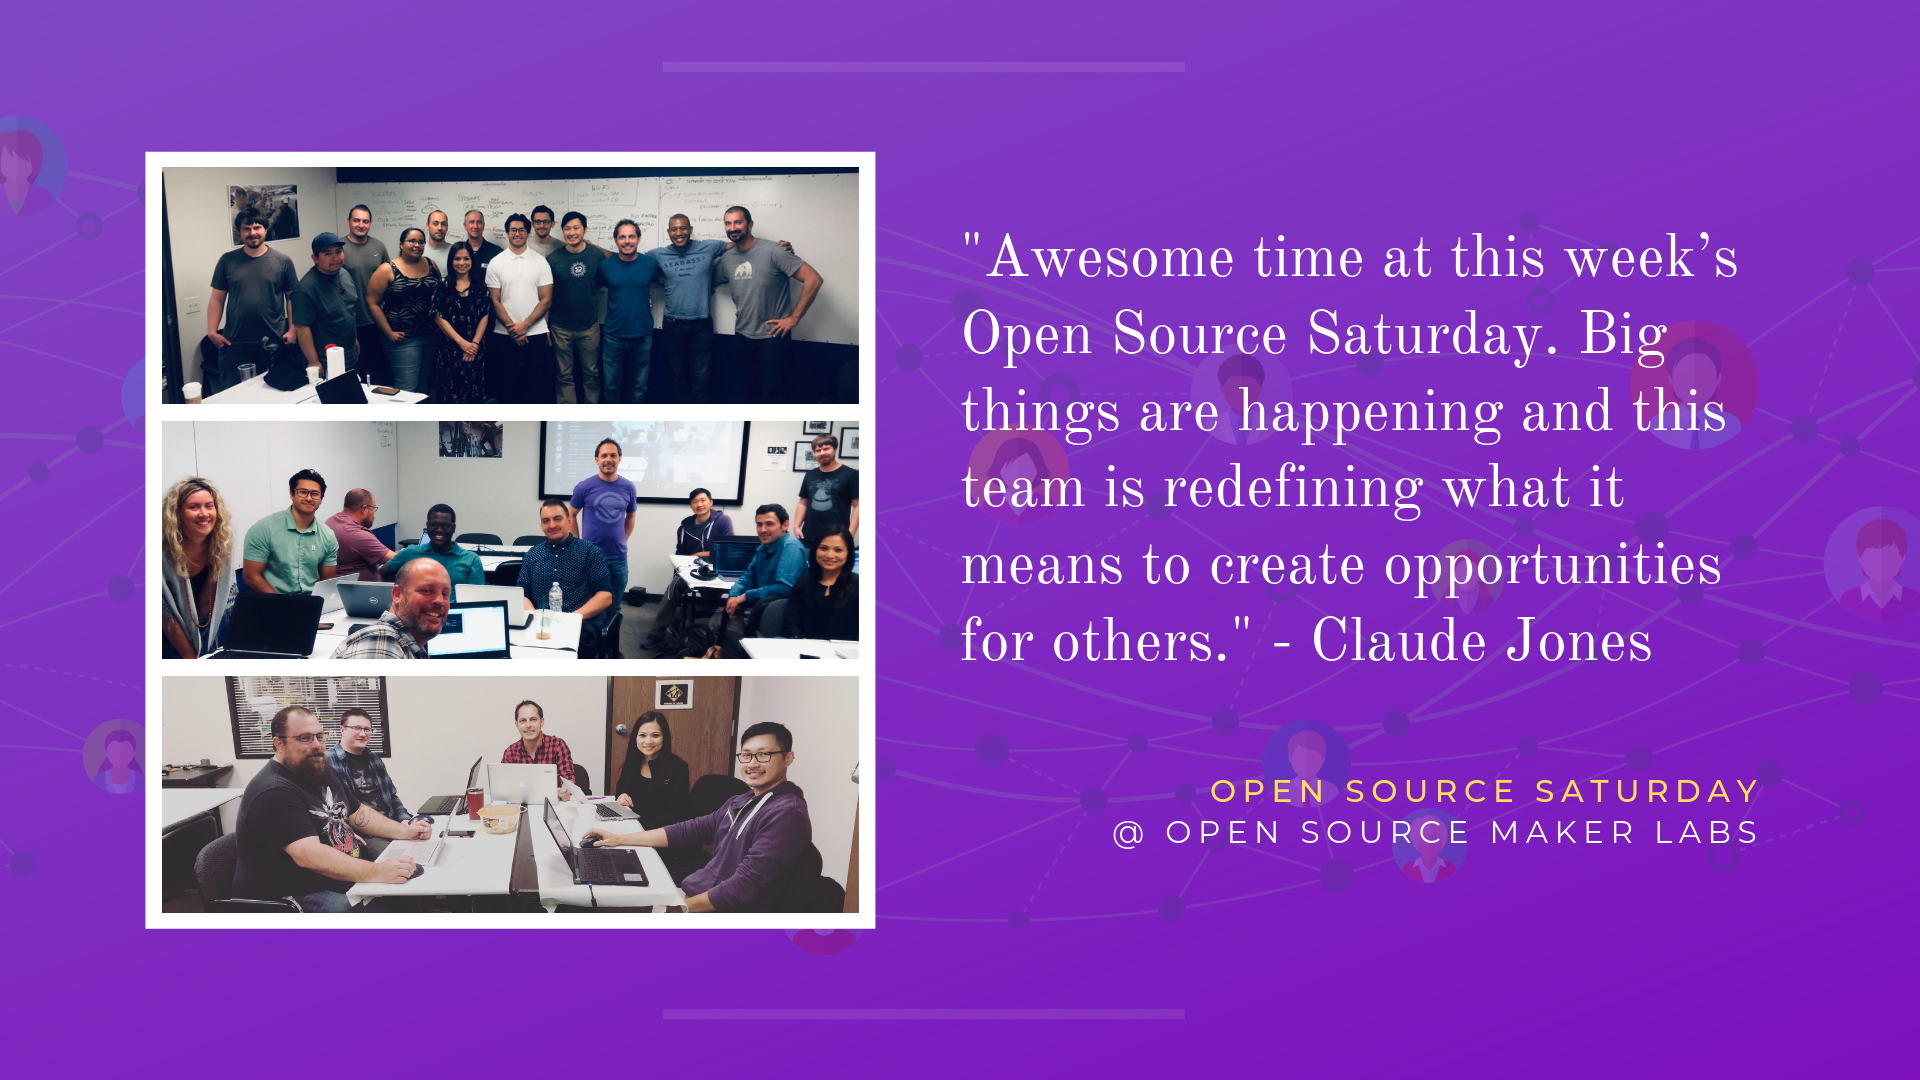 "Awesome time at this week’s
Open Source Saturday. Big
things are happening and this
team is redefining what it
means to create opportunities
for others." - Claude Jones
OPEN SOURCE SATURDAY
@ OPEN SOURCE MAKER LABS